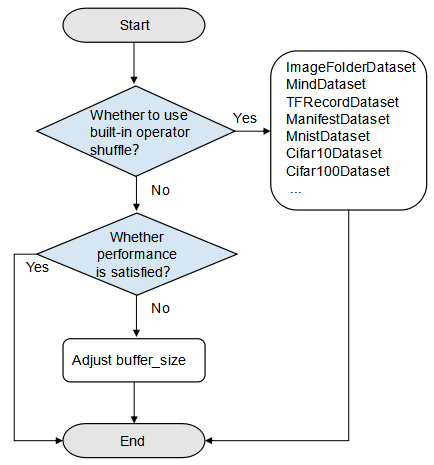 Start
Whether to use
built-in operator
shuffle?
Yes
ImageFolderDataset
MindDataset
TFRecordDataset
ManifestDataset
MnistDataset
Cifar10Dataset
Cifar100Dataset
...
No
Whether
performance
is satisfied?
Yes
No
Adjust buffer_size
End